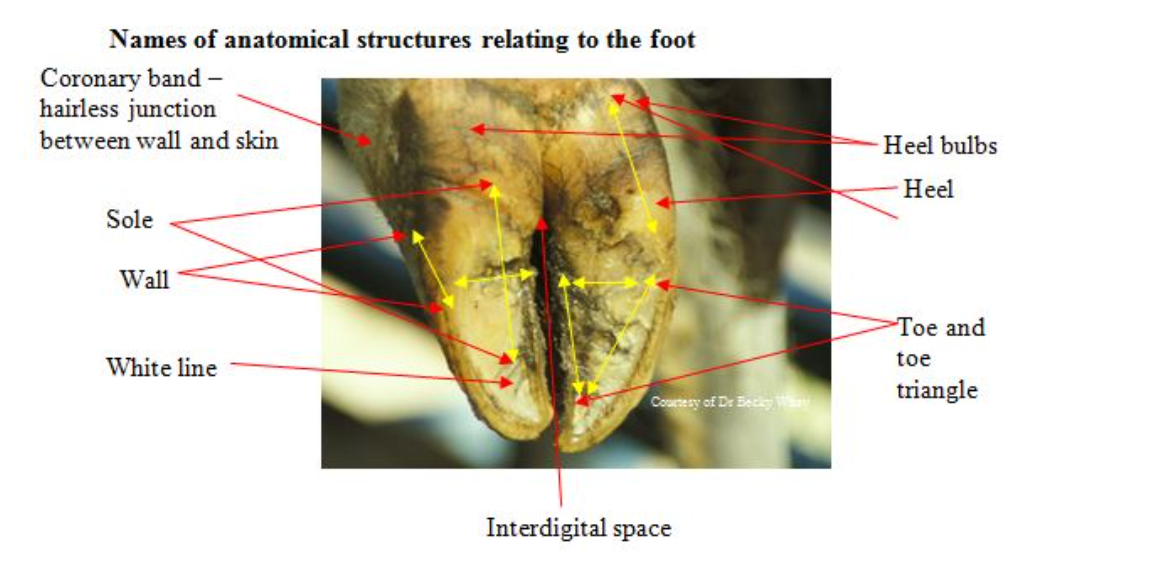 Names of anatomical structures relating to the foot
Coronary band –
hairless junction
between wall and skin
Sole
Wall
White line
Heel bulbs
Heel
Toe and
toe
triangle
Courtesy of Dr Becky Whay
Interdigital space